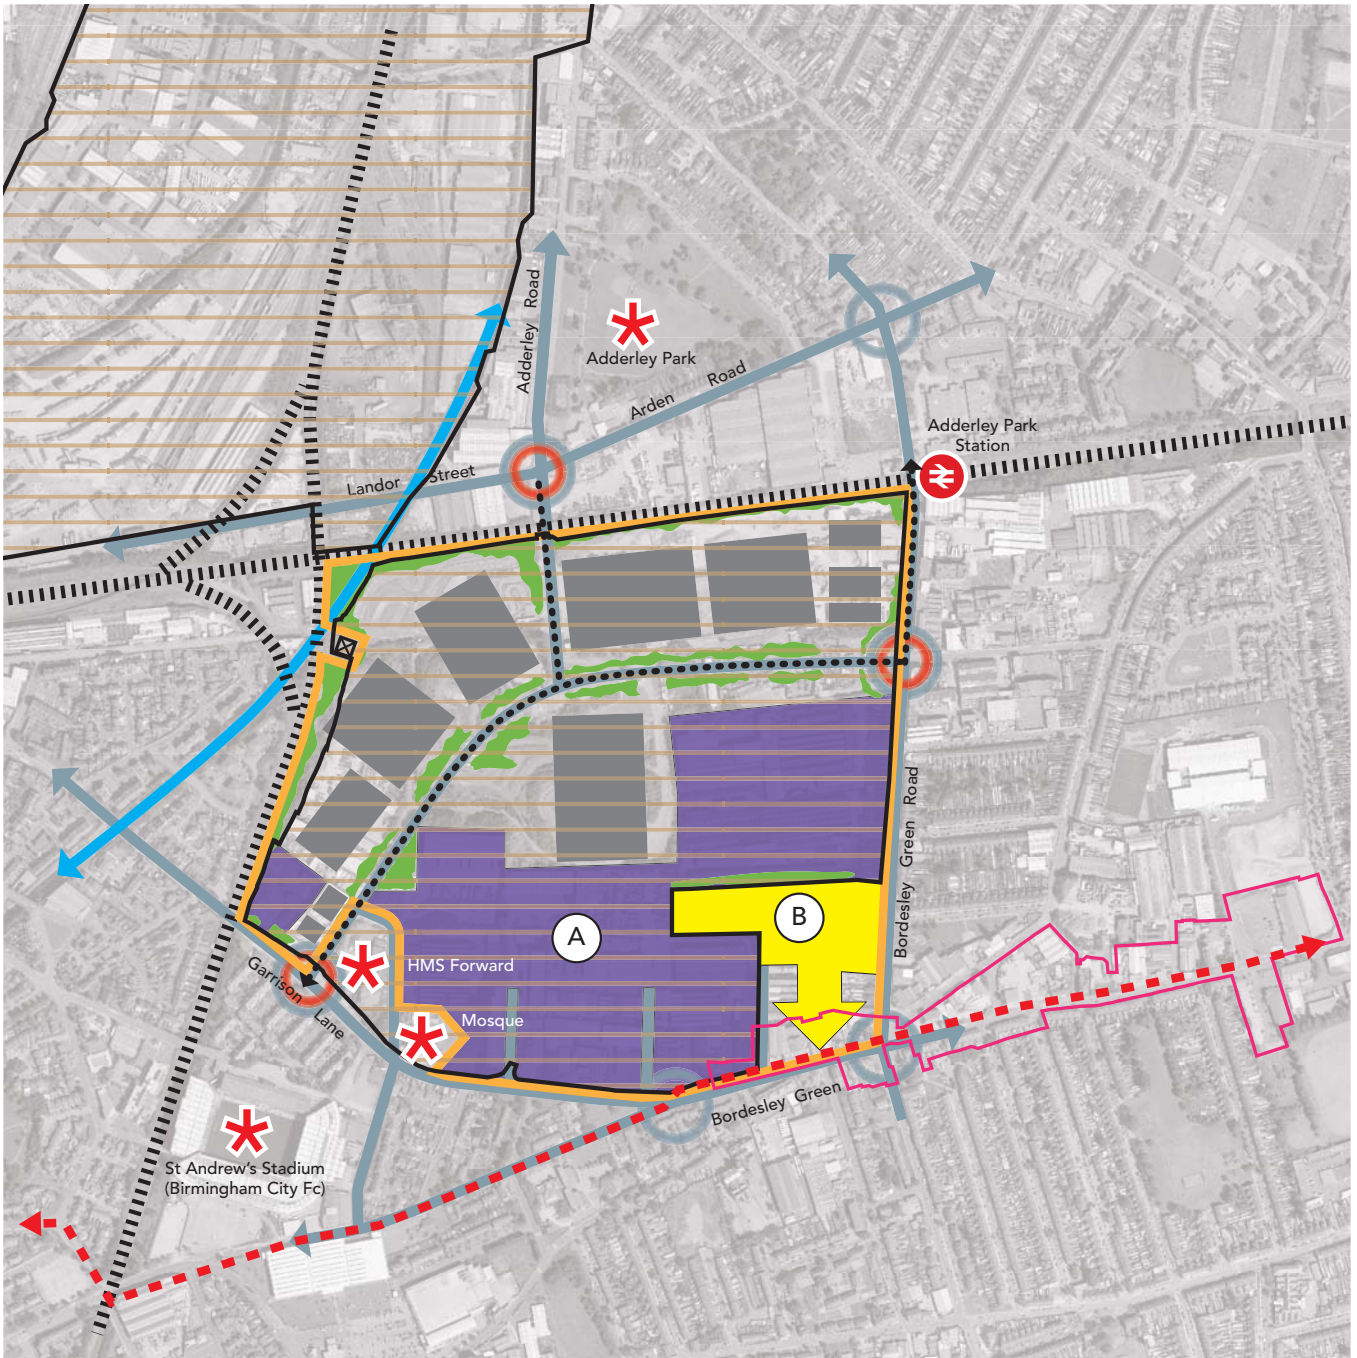 Adderley Road
Adderley Park
Arden Road
Adderley Park
Station
Landor Street
Bordesley Green Road
A
B
HMS Forward
Garrison Lane
Mosque
Bordesley Green
St Andrew's Stadium
(Birmingham City Fc)